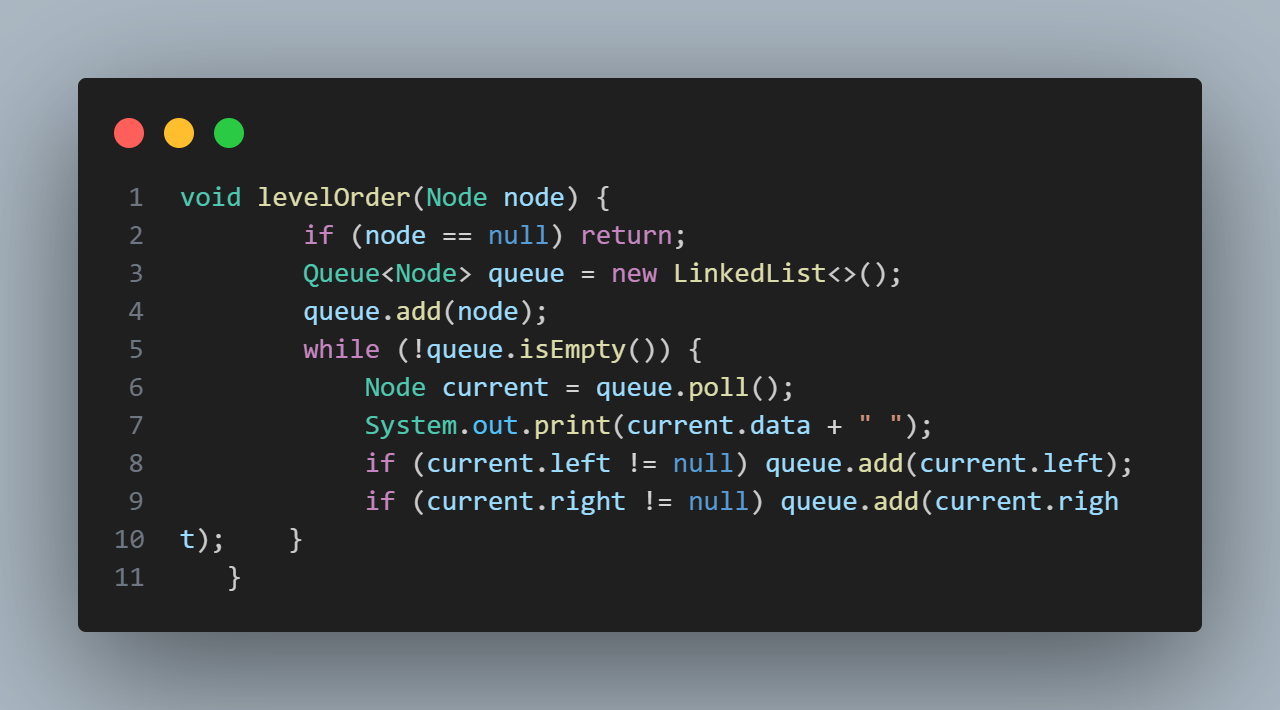 1 void levelOrder(Node node) {
2         if (node == null) return;
3         Queue<Node> queue = new LinkedList<>();
4         queue.add(node);
5         while (!queue.isEmpty()) {
6             Node current = queue.poll();
7             System.out.print(current.data + " ");
8             if (current.left != null) queue.add(current.left);
9             if (current.right != null) queue.add(current.righ
10 t);    }
11    }